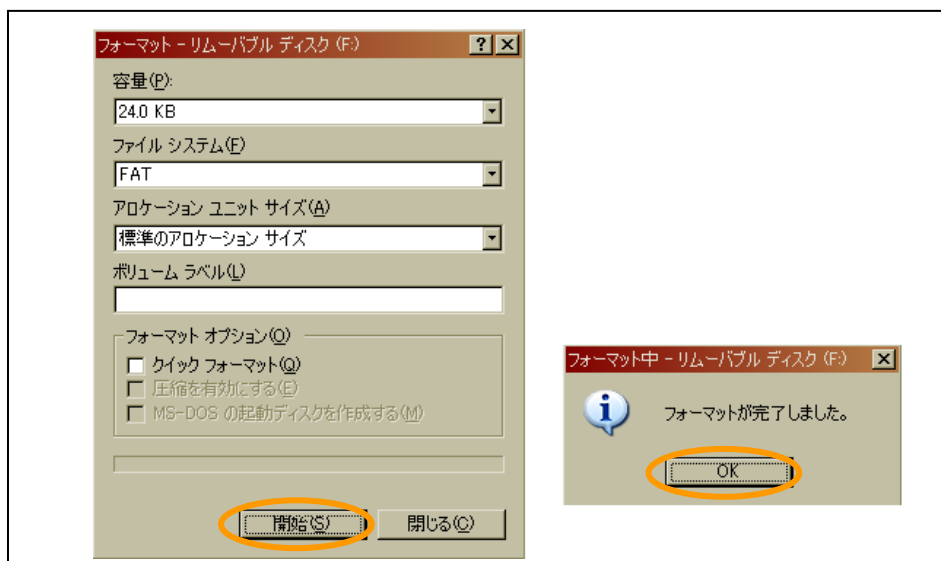 フォーマット - リムーバブル ディスク (F:)
容量(P):
24.0 KB
ファイル システム(F)
FAT
アロケーション ユニット サイズ(A)
標準のアロケーション サイズ
ボリューム ラベル(L)
フォーマット オプション(O)
クイック フォーマット(Q)
圧縮を有効にする(E)
MS-DOS の起動ディスクを作成する(M)
開始(S)
閉じる(C)
フォーマット中 - リムーバブル ディスク (F:)
フォーマットが完了しました。
OK